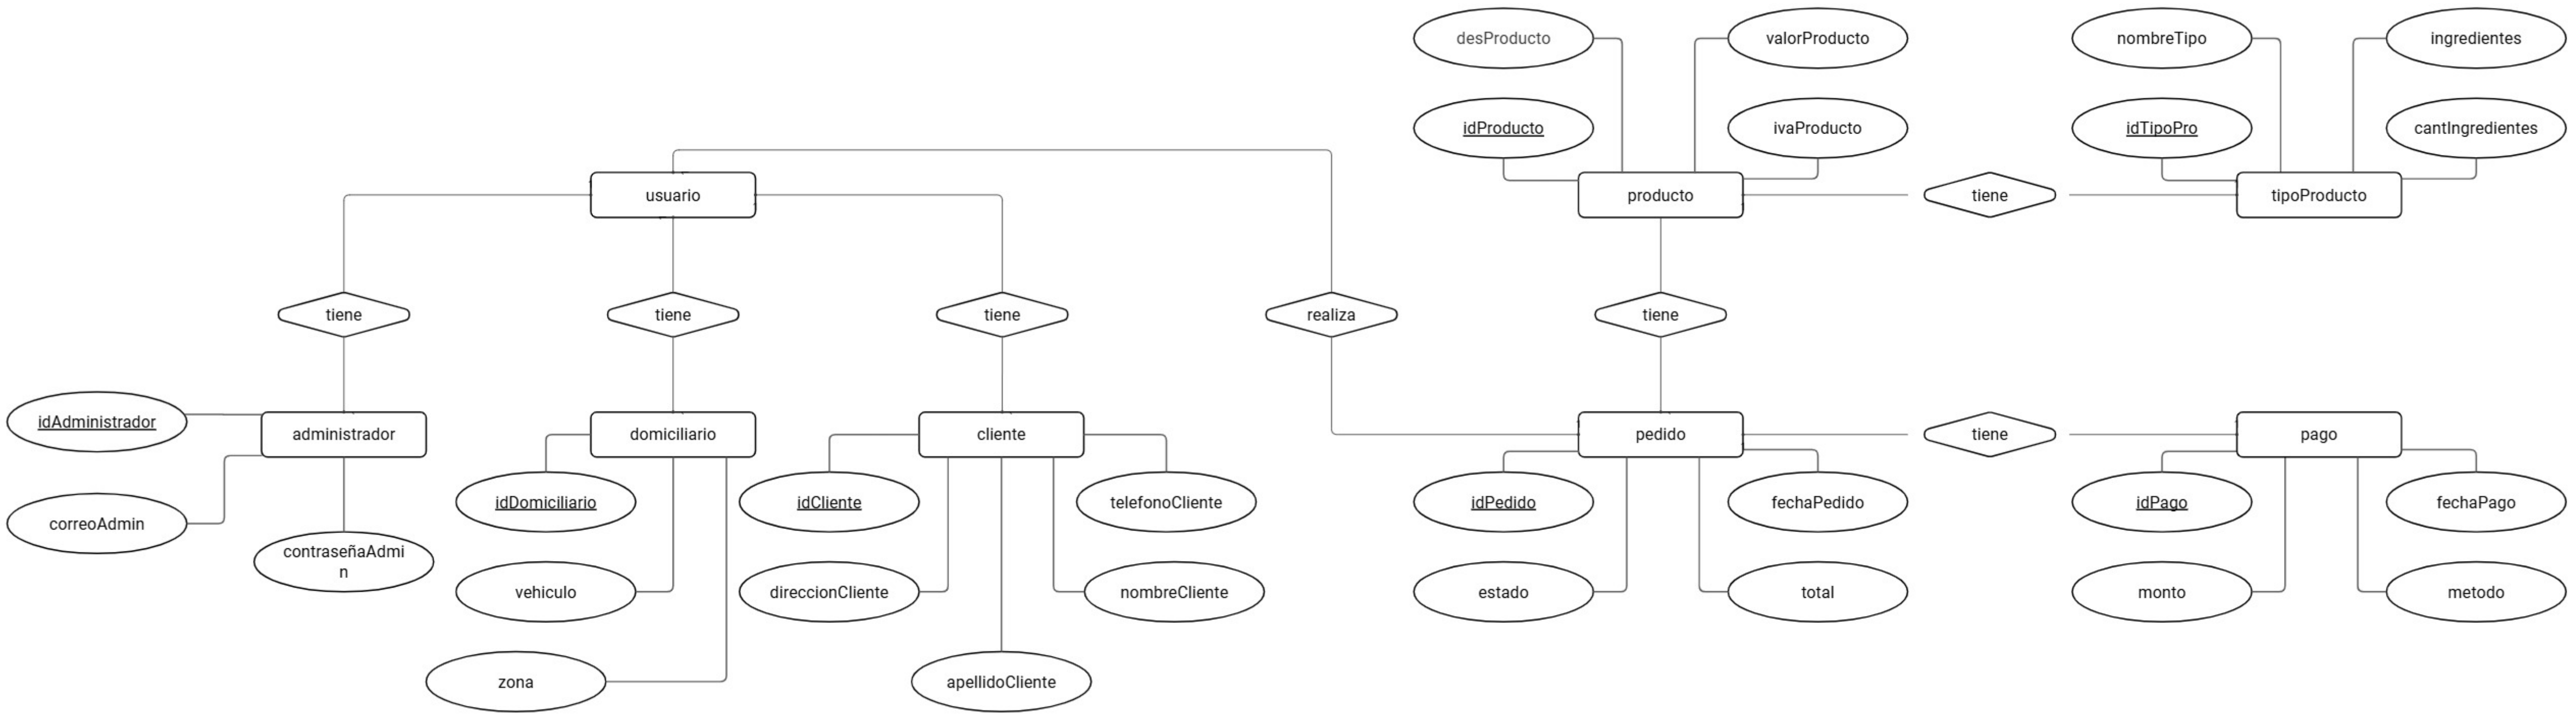 desProducto
valorProducto
nombreTipo
ingredientes
idProducto
ivaProducto
idTipoPro
cantIngredientes
usuario
producto
tiene
tipoProducto
tiene
tiene
tiene
realiza
tiene
idAdministrador
administrador
domiciliario
cliente
pedido
tiene
pago
correoAdmin
contraseñaAdmi
n
idDomiciliario
idCliente
telefonoCliente
idPedido
fechaPedido
idPago
fechaPago
vehiculo
direccionCliente
nombreCliente
estado
total
monto
metodo
zona
apellidoCliente